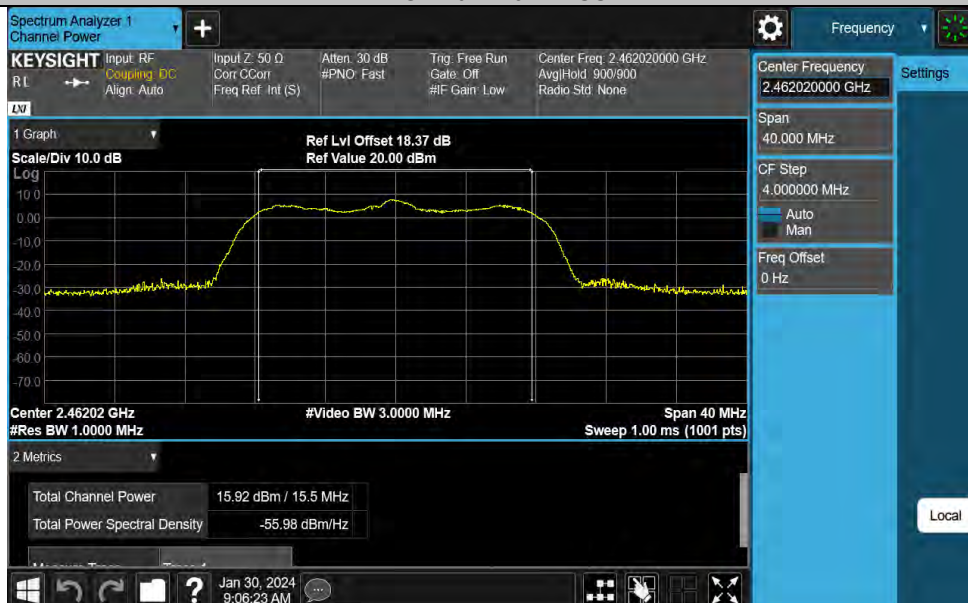 Spectrum Analyzer 1
Channel Power
Frequency
KEYSIGHT
RL
LXI
Input: RF
Coupling: DC
Align: Auto
Input Z: 50 Ω
Corr CCorr
Freq Ref: Int (S)
Atten: 30 dB
#PNO: Fast
Trig: Free Run
Gate: Off
#IF Gain: Low
Center Freq: 2.462020000 GHz
Avg|Hold: 900/900
Radio Std: None
Center Frequency
2.462020000 GHz
Settings
Span
40.000 MHz
CF Step
4.000000 MHz
Auto
Man
Freq Offset
0 Hz
Local
1 Graph
Scale/Div 10.0 dB
Ref Lvl Offset 18.37 dB
Ref Value 20.00 dBm
Log
10.0
0.00
-10.0
-20.0
-30.0
-40.0
-50.0
-60.0
-70.0
Center 2.46202 GHz
#Video BW 3.0000 MHz
Span 40 MHz
#Res BW 1.0000 MHz
Sweep 1.00 ms (1001 pts)
2 Metrics
Total Channel Power 15.92 dBm / 15.5 MHz
Total Power Spectral Density -55.98 dBm/Hz
?
Jan 30, 2024
9:06:23 AM